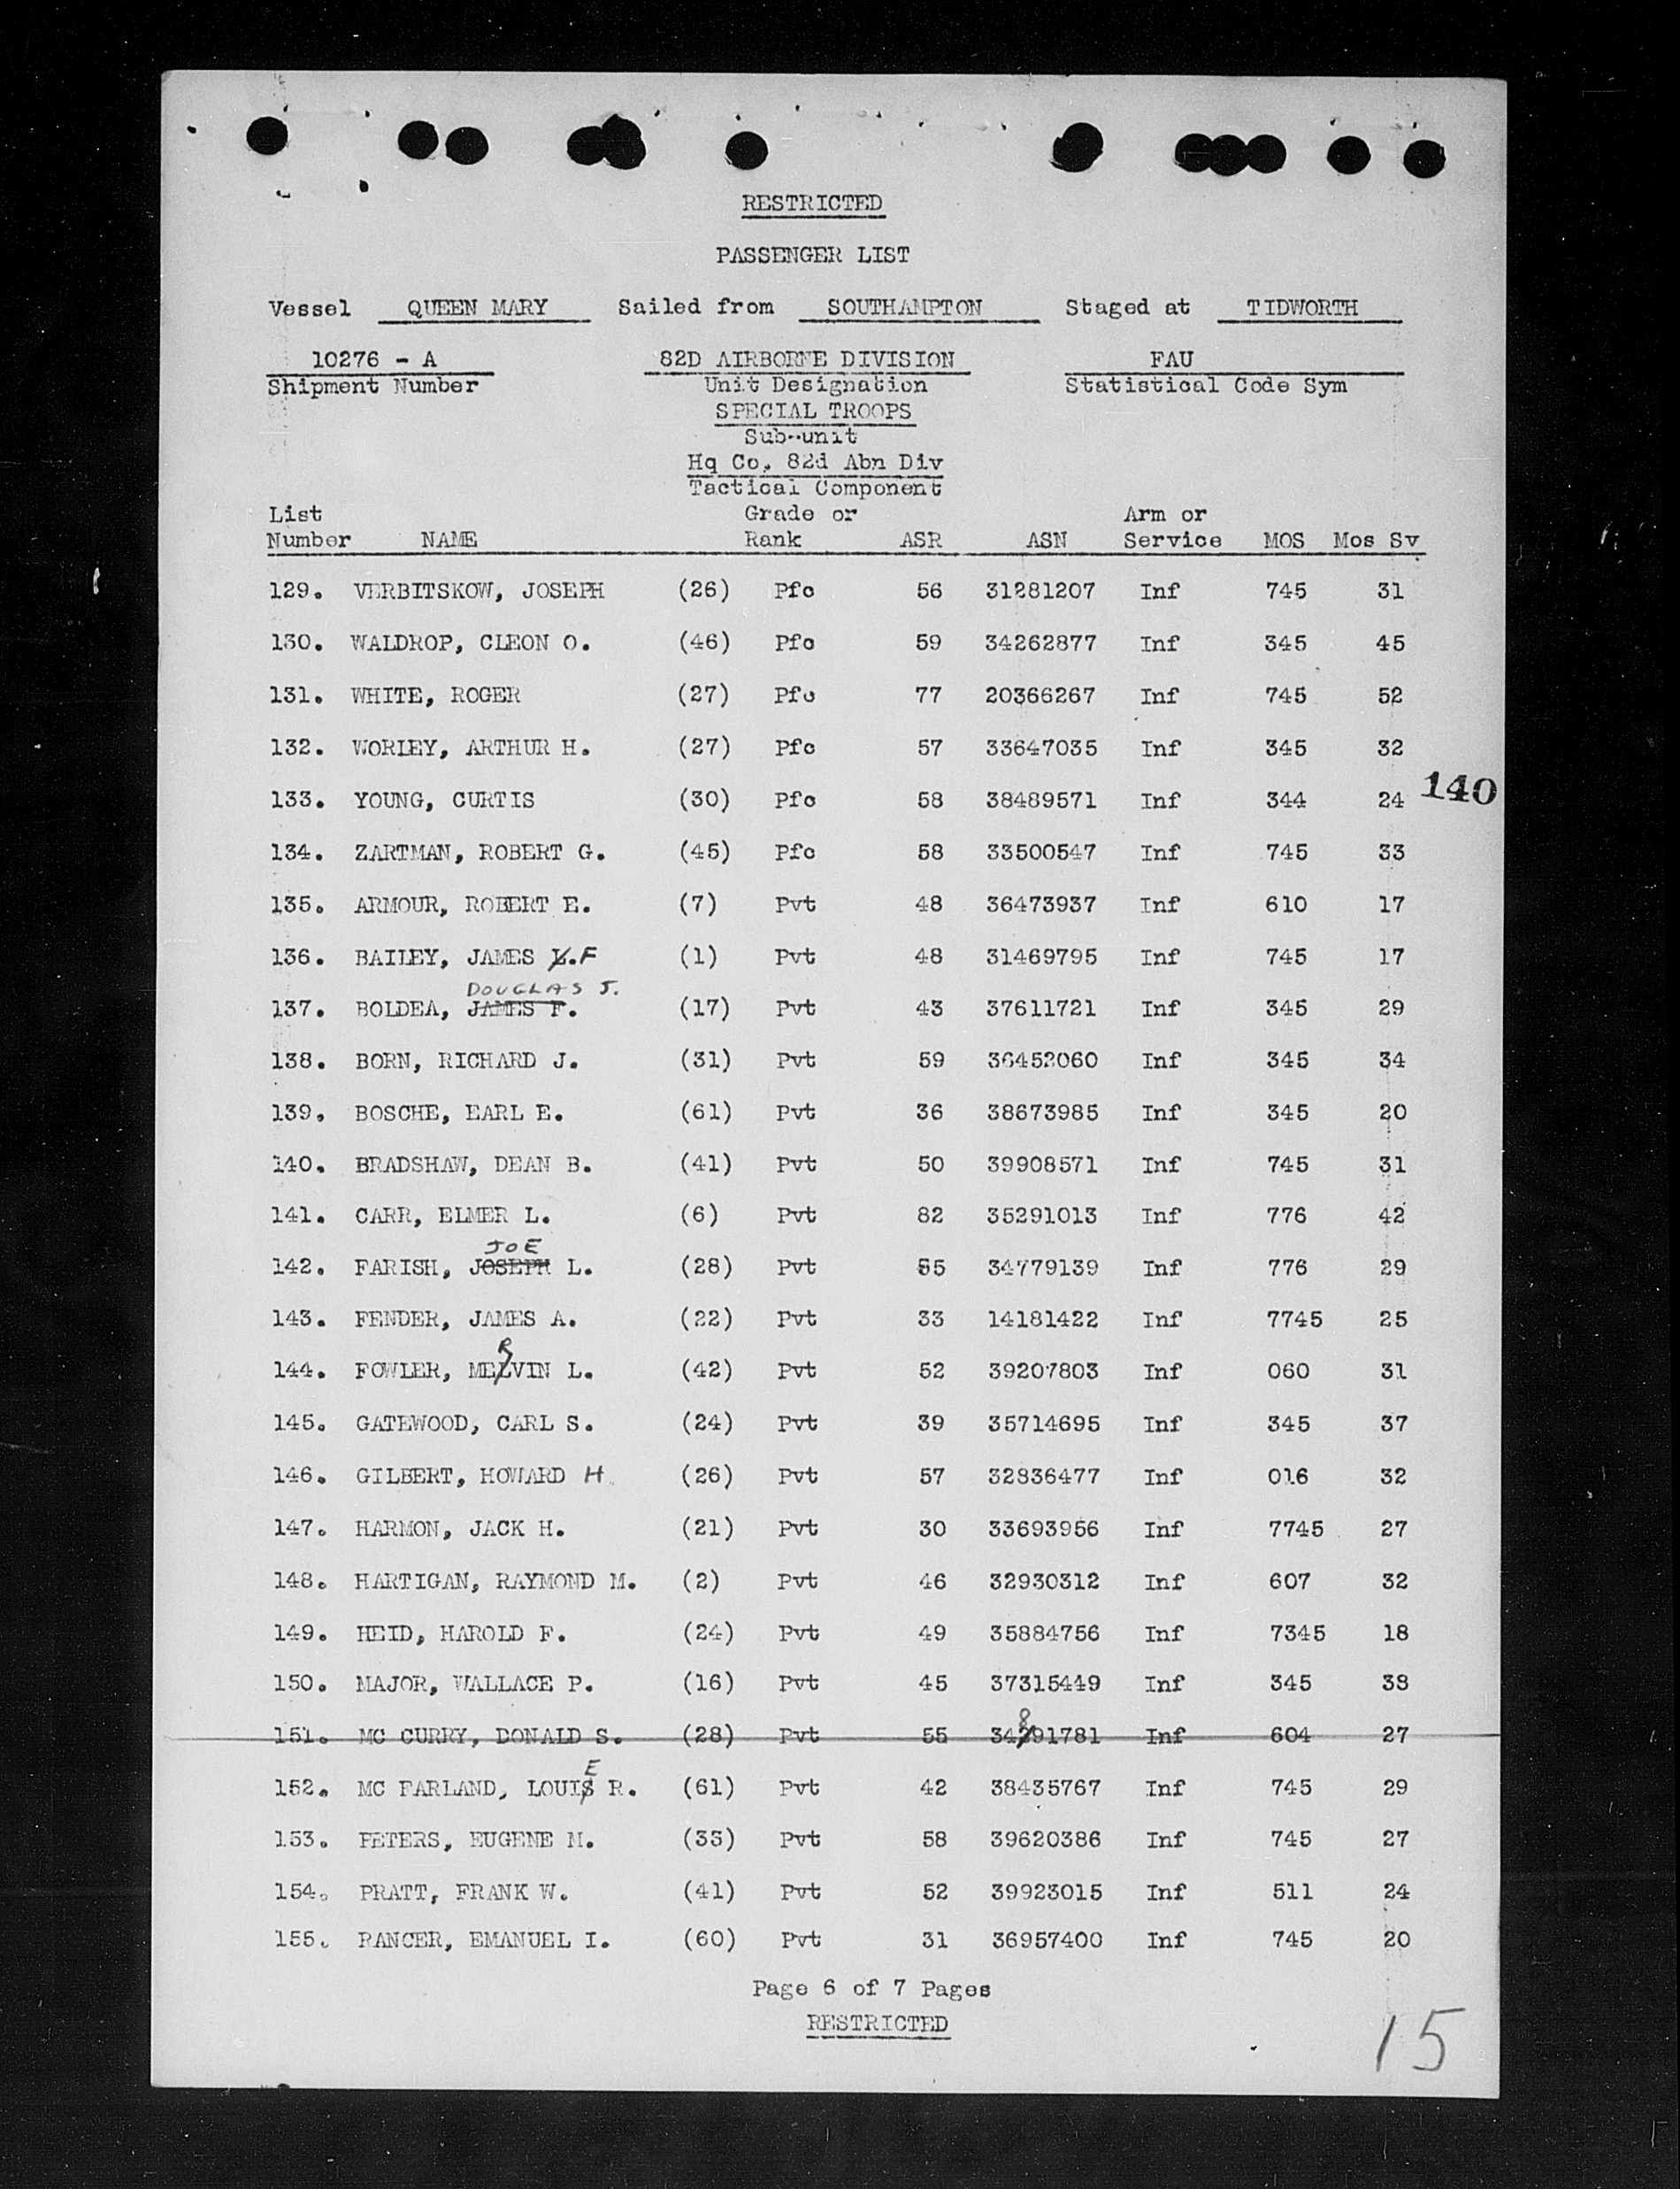 RESTRICTED
PASSENGER LIST
Vessel QUEEN MARY Sailed from SOUTHAMPTON Staged at TIDWORTH
10276 - A 82D AIRBORNE DIVISION FAU
Shipment Number Unit Designation Statistical Code Sym
SPECIAL TROOPS
Sub-unit
Hq Co, 82d Abn Div
Tactical Component
List Grade or Arm or
Number NAME Rank ASR ASN Service MOS Mos Sv
129. VERBITSKOW, JOSEPH (26) Pfc 56 31281207 Inf 745 31
130. WALDROP, CLEON O. (46) Pfc 59 34262877 Inf 345 45
131. WHITE, ROGER (27) Pfc 77 20366267 Inf 745 52
132. WORLEY, ARTHUR H. (27) Pfc 57 33647035 Inf 345 32
140
133. YOUNG, CURTIS (30) Pfc 58 38489571 Inf 344 24
134. ZARTMAN, ROBERT G. (45) Pfc 58 33500547 Inf 745 33
135. ARMOUR, ROBERT E. (7) Pvt 48 36473937 Inf 610 17
136. BAILEY, JAMES L. F (1) Pvt 48 31469795 Inf 745 17
DOUGLAS J.
137. BOLDEA, JAMES F. (17) Pvt 43 37611721 Inf 345 29
138. BORN, RICHARD J. (31) Pvt 59 36452060 Inf 345 34
139. BOSCHE, EARL E. (61) Pvt 36 38673985 Inf 345 20
140. BRADSHAW, DEAN B. (41) Pvt 50 39908571 Inf 745 31
141. CARR, ELMER L. (6) Pvt 82 35291013 Inf 776 42
JOE
142. FARISH, JOSEPH L. (28) Pvt 55 34779139 Inf 776 29
143. FENDER, JAMES A. (22) Pvt 33 14181422 Inf 7745 25
R
144. FOWLER, MELVIN L. (42) Pvt 52 39207803 Inf 060 31
145. GATEWOOD, CARL S. (24) Pvt 39 35714695 Inf 345 37
146. GILBERT, HOWARD H (26) Pvt 57 32836477 Inf 016 32
147. HARMON, JACK H. (21) Pvt 30 33693956 Inf 7745 27
148. HARTIGAN, RAYMOND M. (2) Pvt 46 32930312 Inf 607 32
149. HEID, HAROLD F. (24) Pvt 49 35884756 Inf 7345 18
150. MAJOR, WALLACE P. (16) Pvt 45 37315449 Inf 345 38
8
151. MC CURRY, DONALD S. (28) Pvt 55 Inf 604 27
E
152. MC FARLAND, LOUIS R. (61) Pvt 42 38435767 Inf 745 29
153. PETERS, EUGENE M. (35) Pvt 58 39620386 Inf 745 27
154. PRATT, FRANK W. (41) Pvt 52 39923015 Inf 511 24
155. RANCER, EMANUEL I. (60) Pvt 31 36957400 Inf 745 20
Page 6 of 7 Pages
RESTRICTED
15